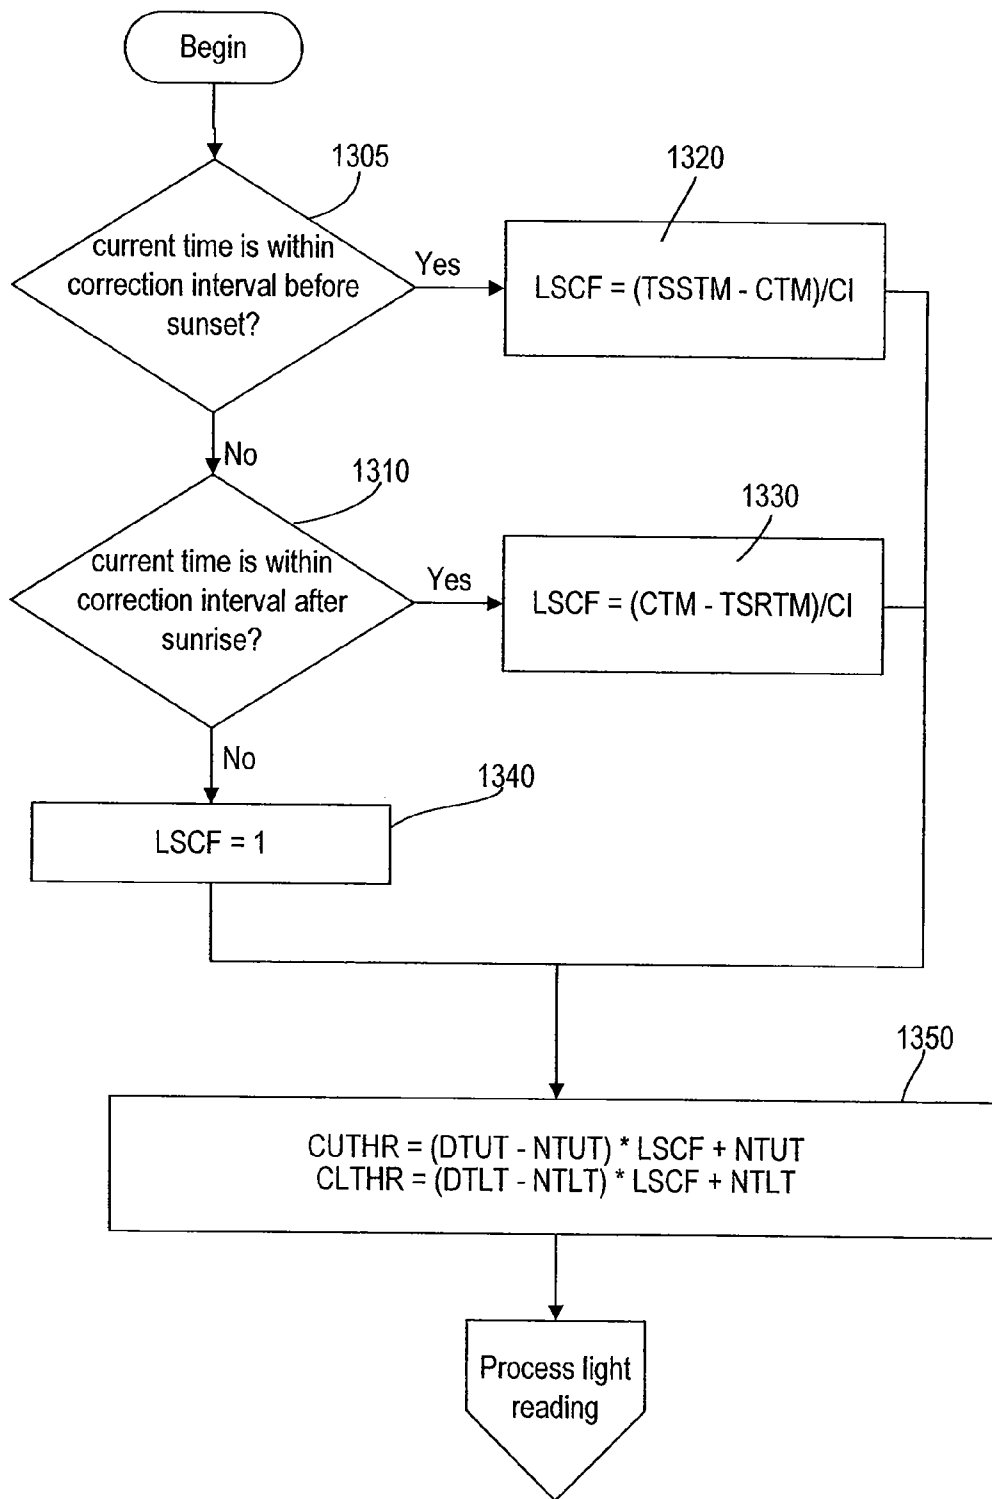 Begin
1305
current time is within
correction interval before
sunset?
Yes
1320
LSCF = (TSSTM - CTM)/CI
No
1310
current time is within
correction interval after
sunrise?
Yes
1330
LSCF = (CTM - TSRTM)/CI
No
1340
LSCF = 1
1350
CUTHR = (DTUT - NTUT) * LSCF + NTUT
CLTHR = (DTLT - NTLT) * LSCF + NTLT
Process light
reading